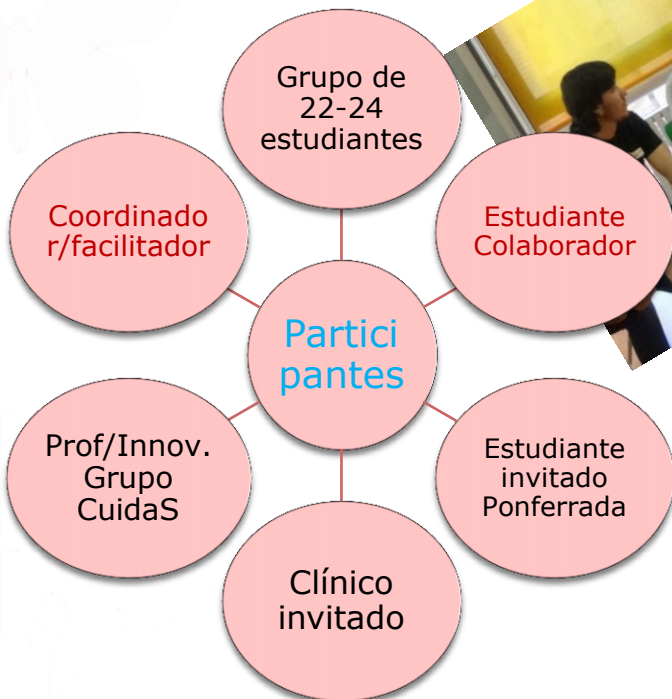 Grupo de
22-24
estudiantes
Coordinado
r/facilitador
Estudiante
Colaborador
Partici
pantes
Prof/Innov.
Grupo
CuidaS
Estudiante
invitado
Ponferrada
Clínico
invitado